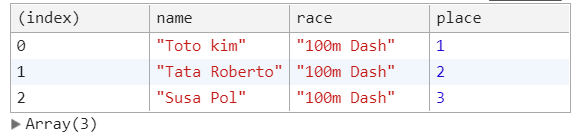 (index) name race place
0 "Toto kim" "100m Dash" 1
1 "Tata Roberto" "100m Dash" 2
2 "Susa Pol" "100m Dash" 3
▶ Array(3)